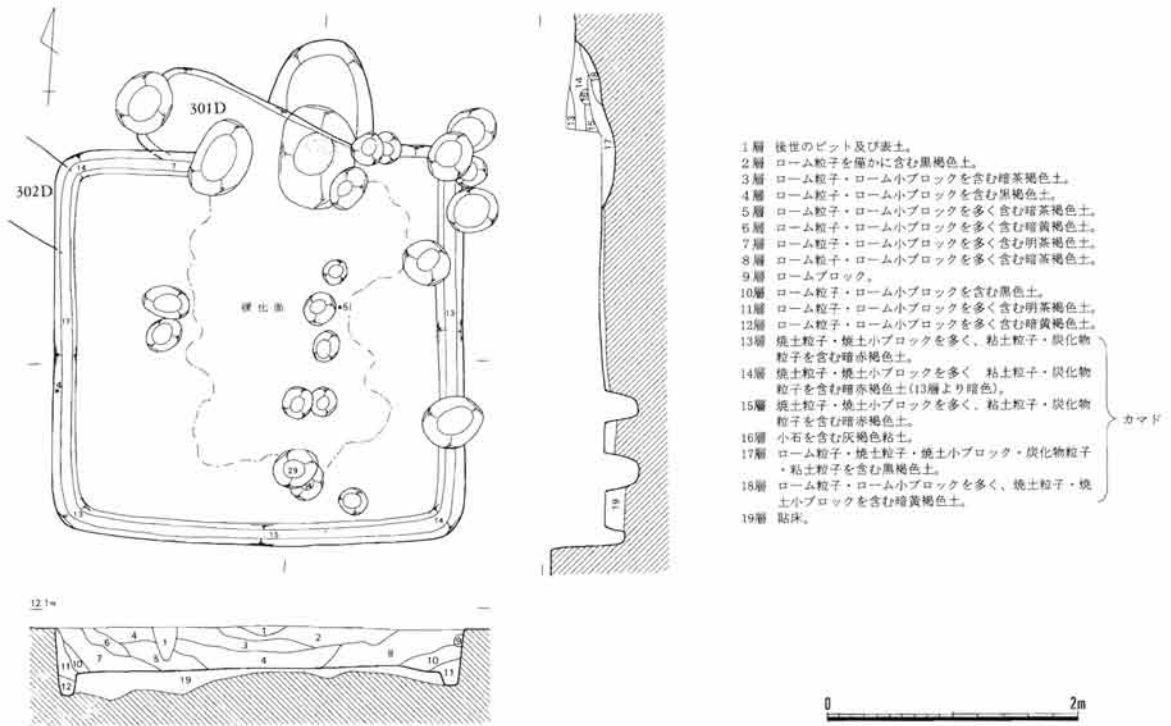 301D
302D
硬化面
12.1m
1層 後世のピット及び表土。
2層 ローム粒子を僅かに含む黒褐色土。
3層 ローム粒子・ローム小ブロックを含む暗茶褐色土。
4層 ローム粒子・ローム小ブロックを含む黒褐色土。
5層 ローム粒子・ローム小ブロックを多く含む暗茶褐色土。
6層 ローム粒子・ローム小ブロックを多く含む暗黄褐色土。
7層 ローム粒子・ローム小ブロックを多く含む明茶褐色土。
8層 ローム粒子・ローム小ブロックを多く含む暗茶褐色土。
9層 ロームブロック。
10層 ローム粒子・ローム小ブロックを含む黒色土。
11層 ローム粒子・ローム小ブロックを多く含む明茶褐色土。
12層 ローム粒子・ローム小ブロックを多く含む暗黄褐色土。
13層 焼土粒子・焼土小ブロックを多く、粘土粒子・炭化物
粒子を含む暗赤褐色土。
14層 焼土粒子・焼土小ブロックを多く 粘土粒子・炭化物
粒子を含む暗赤褐色土(13層より暗色)。
15層 焼土粒子・焼土小ブロックを多く、粘土粒子・炭化物
粒子を含む暗赤褐色土。
16層 小石を含む灰褐色粘土。
17層 ローム粒子・焼土粒子・焼土小ブロック・炭化物粒子
・粘土粒子を含む黒褐色土。
18層 ローム粒子・ローム小ブロックを多く、焼土粒子・焼
土小ブロックを含む暗黄褐色土。
19層 貼床。
カマド
0 2m